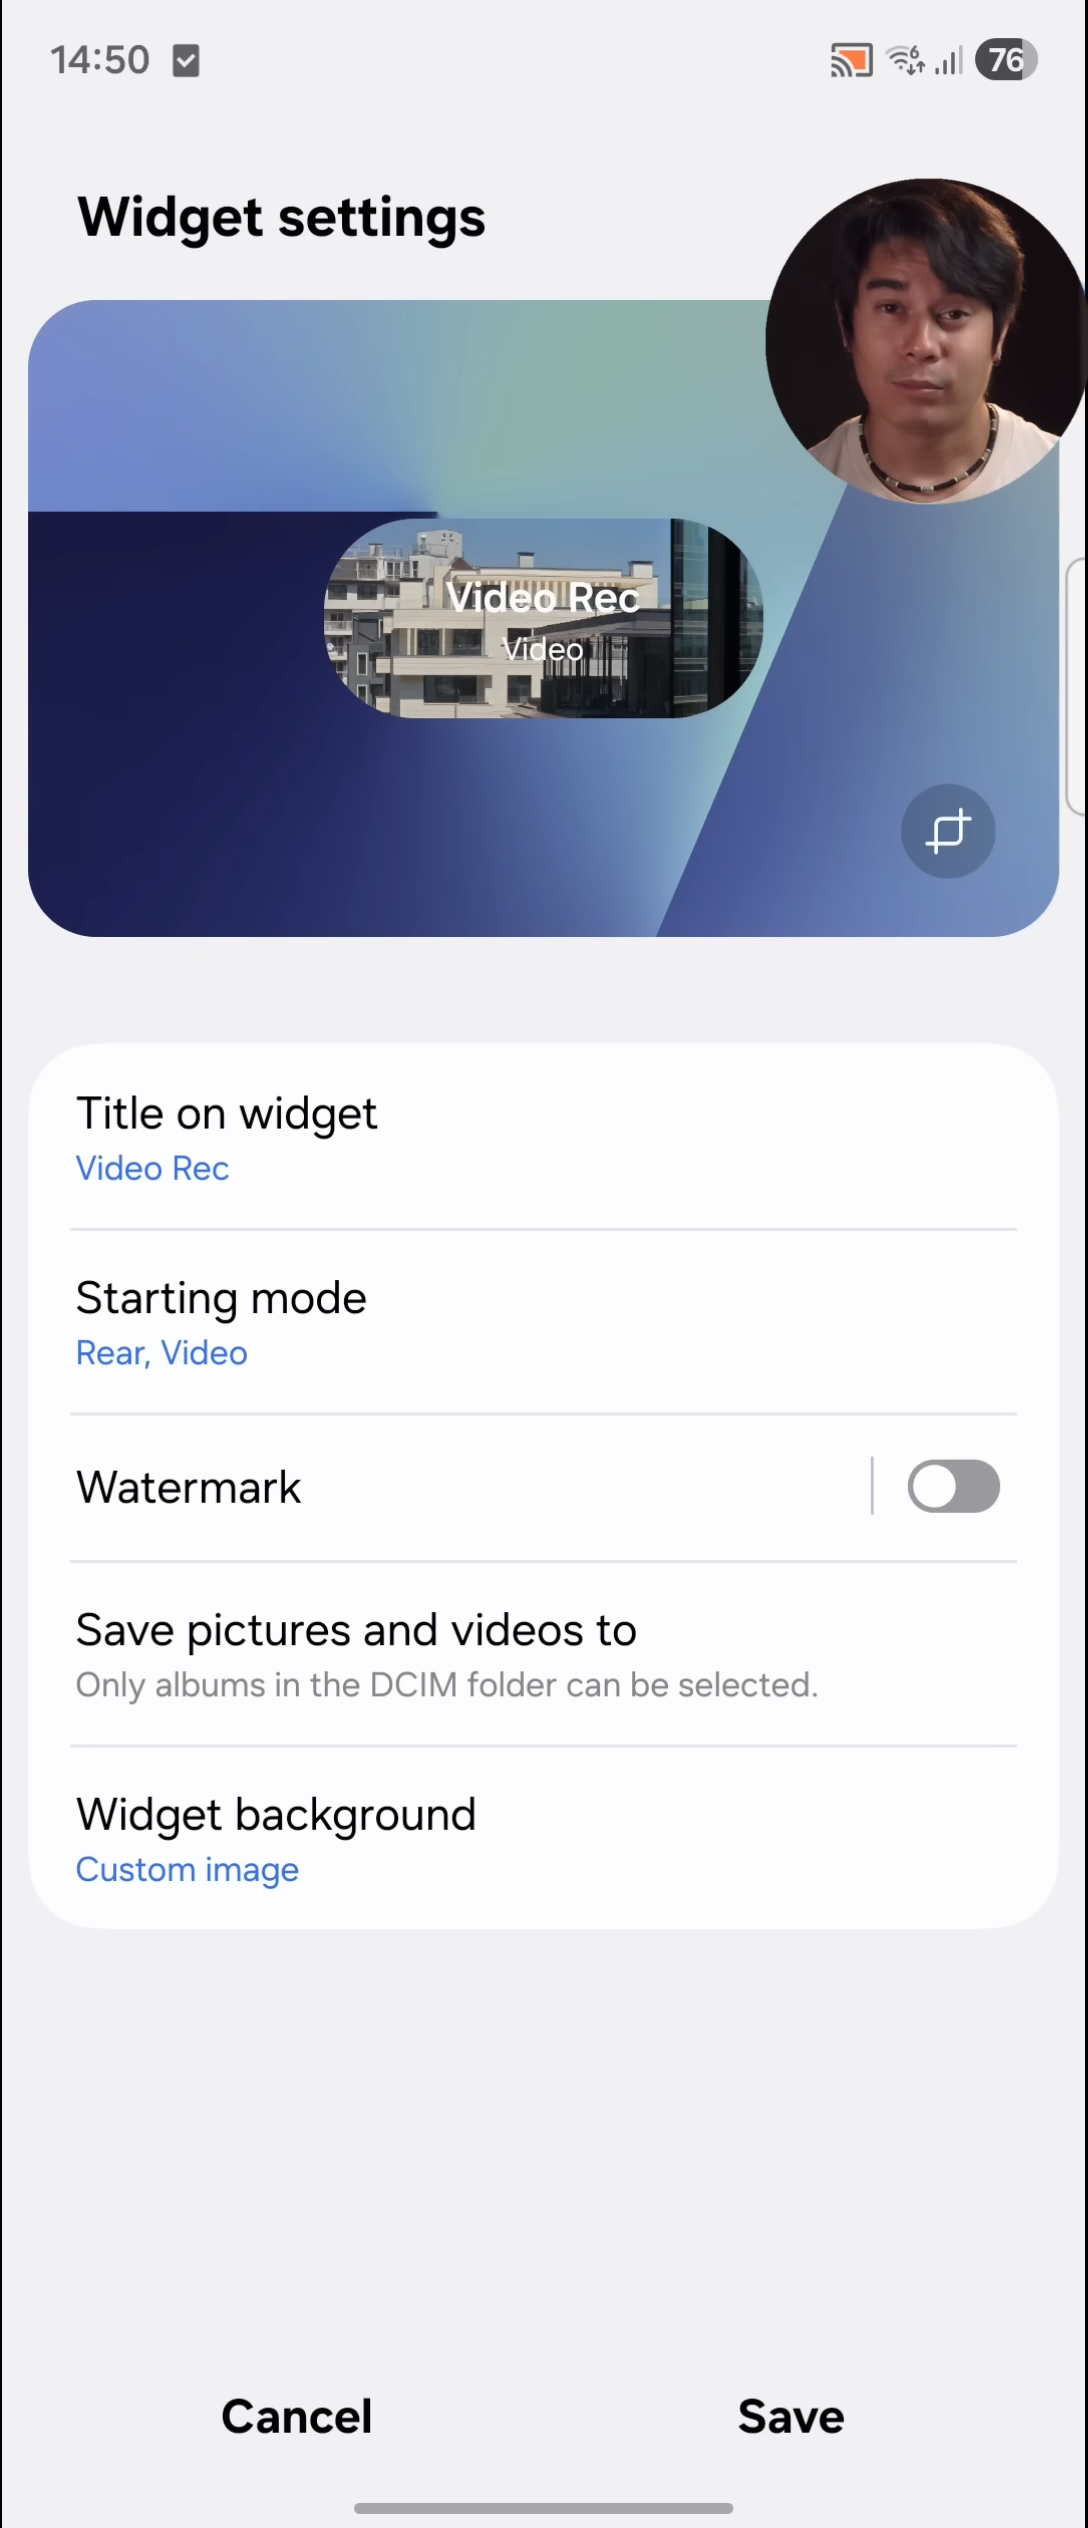 14:50
6
76
Widget settings
Video Rec
Video
Title on widget
Video Rec
Starting mode
Rear, Video
Watermark
Save pictures and videos to
Only albums in the DCIM folder can be selected.
Widget background
Custom image
Cancel
Save